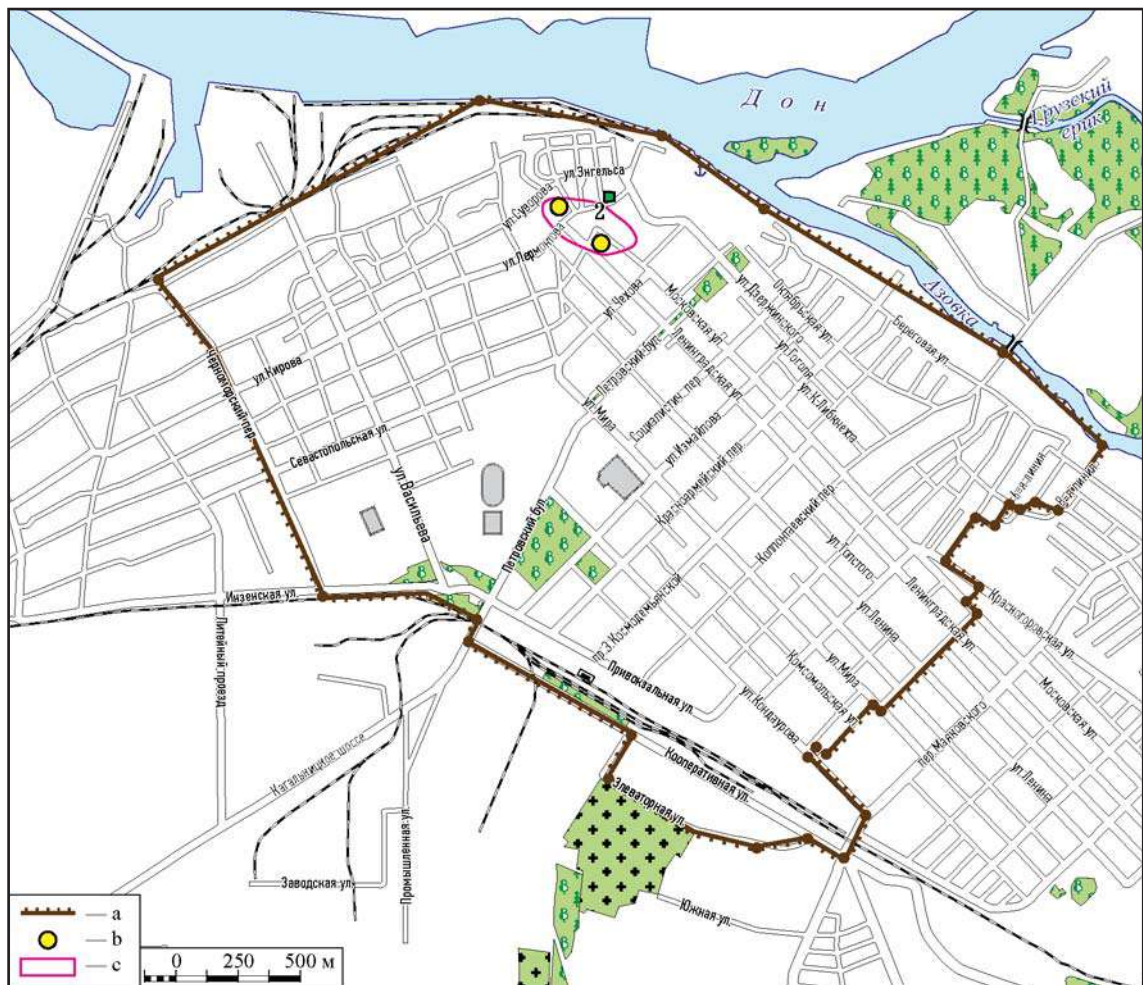 Дон
Грузский
ерик
ул.Энгельса
2
ул.Суворова
ул.Лермонтова
Азовка
ул.Чехова
Московская ул.
ул.Дзержинского
Октябрьская ул.
Береговая ул.
Ленинградская ул.
ул.Гоголя
ул.К.Либкнехта
Петровский бул.
ул.Мира
Социалистич. пер.
ул.Измайлова
Красноармейский пер.
Черноморский пер.
ул.Кирова
Севастопольская ул.
ул.Васильева
Петровский бул.
Коллонтаевский пер.
ул.Толстого
Ленинградская ул.
Красногоровская ул.
Инзенская ул.
Литейный проезд
пр.З.Космодемьянской
Привокзальная ул.
ул.Ленина
ул.Мира
Комсомольская ул.
ул.Кондаурова
Московская ул.
пер.Маяковского
ул.Ленина
Кагальницкое шоссе
Кооперативная ул.
Элеваторная ул.
Промышленная ул.
Заводская ул.
Южная ул.
a
b
c
0 250 500 м